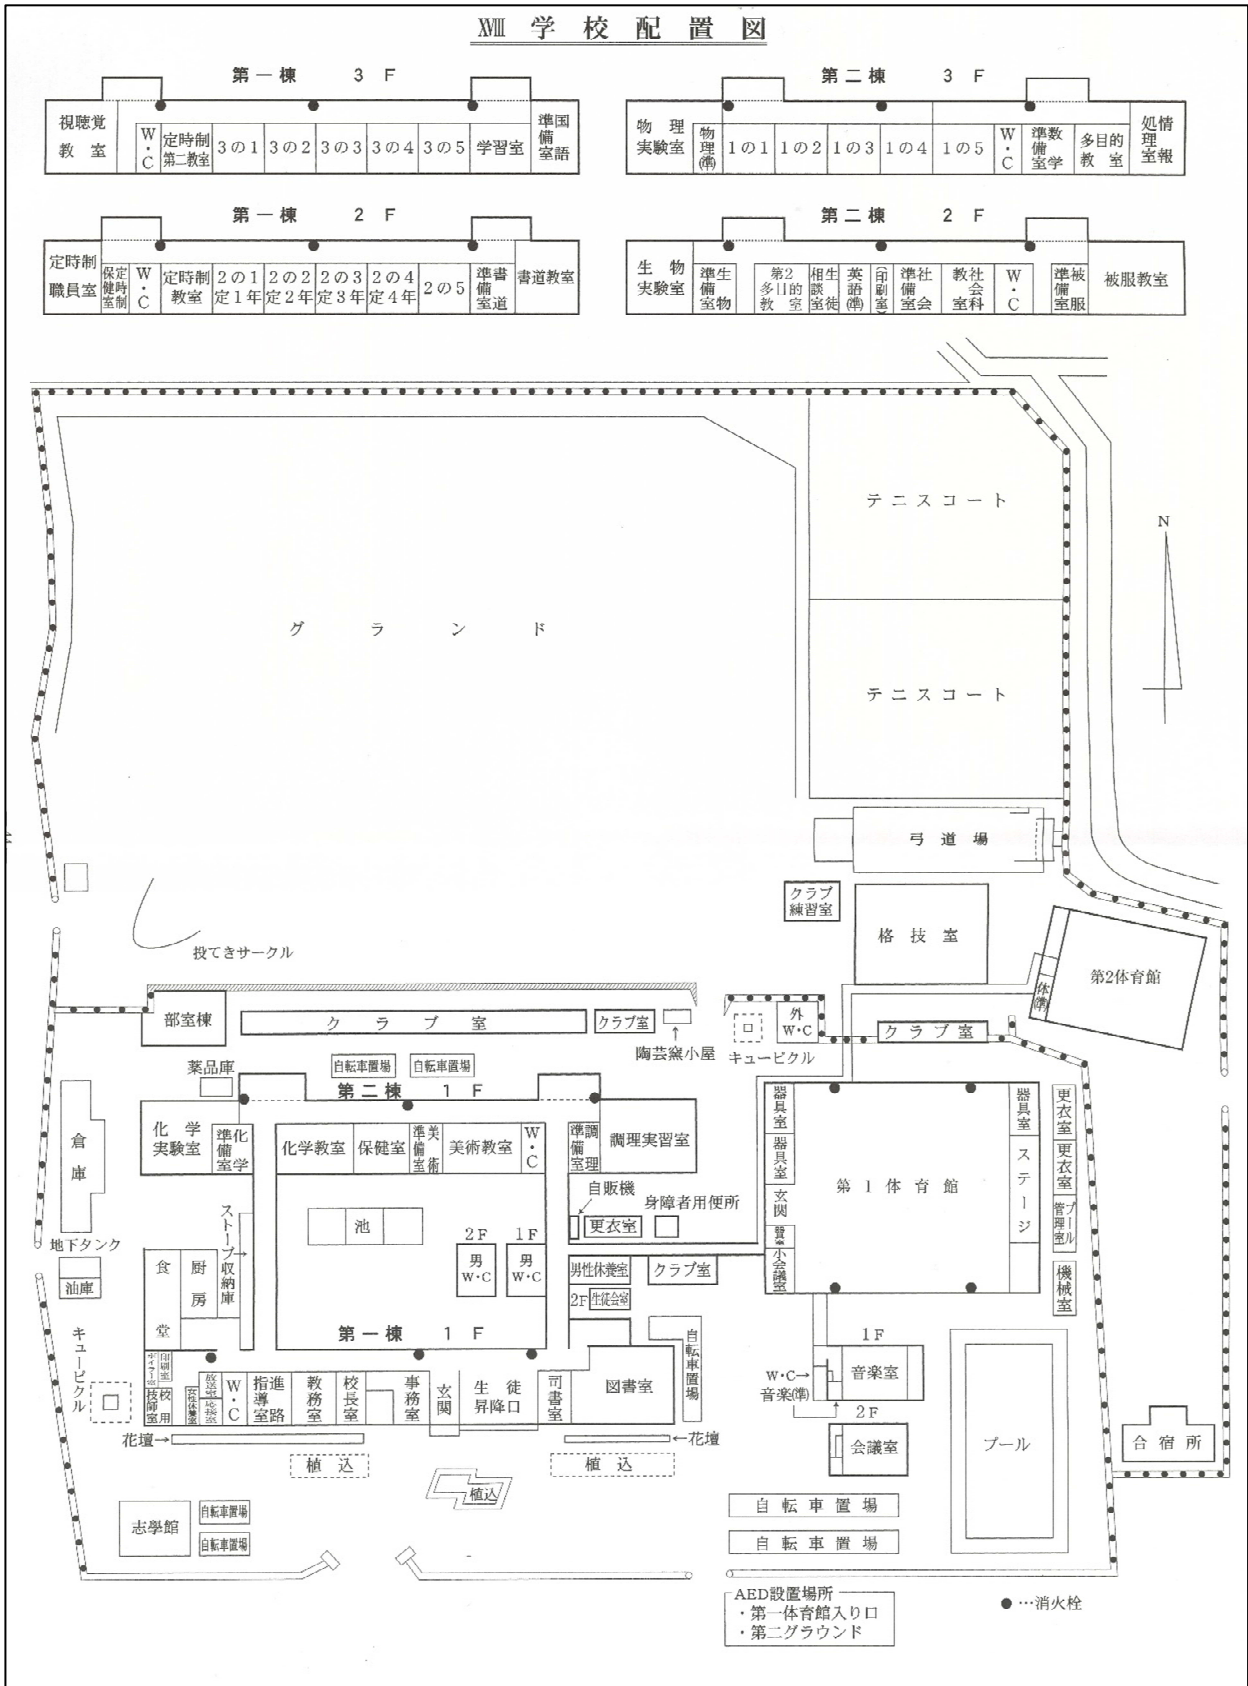 XVIII 学校配置図
第一棟 3F
視聴覚教室
W・C
定時制第二教室
3の1
3の2
3の3
3の4
3の5
学習室
国語準備室
第二棟 3F
物理実験室
物理(準)
1の1
1の2
1の3
1の4
1の5
W・C
数学準備室
多目的教室
情報処理室
第一棟 2F
定時制職員室
定時制保健室
W・C
定時制教室
2の1 定1年
2の2 定2年
2の3 定3年
2の4 定4年
2の5
書道準備室
書道教室
第二棟 2F
生物実験室
生物準備室
第2多目的教室
生徒相談室
英語(準)
印刷室
社会準備室
社会科教室
W・C
被服準備室
被服教室
テニスコート
N
グランド
テニスコート
弓道場
クラブ練習室
格技室
投てきサークル
第2体育館
体(準)
部室棟
クラブ室
クラブ室
陶芸窯小屋
外W・C
キュービクル
クラブ室
薬品庫
自転車置場
自転車置場
第二棟 1F
倉庫
化学実験室
化学準備室
化学教室
保健室
美術準備室
美術教室
W・C
調理準備室
調理実習室
器具室
器具室
玄関
小会議室
第1体育館
器具室
ステージ
更衣室
更衣室
プール管理室
機械室
自販機
身障者用便所
更衣室
ストーブ収納庫
池
2F
男W・C
1F
男W・C
地下タンク
油庫
食堂
厨房
男性休養室
クラブ室
2F
生徒会室
キュービクル
第一棟 1F
ボイラー室
印刷室
校用技師室
女性休養室
放送室
応接室
W・C
進路指導室
教務室
校長室
事務室
玄関
生徒昇降口
司書室
図書室
自転車置場
1F
音楽室
W・C→
音楽(準)
2F
会議室
プール
合宿所
花壇→
←花壇
植込
植込
植込
志學館
自転車置場
自転車置場
自転車置場
自転車置場
AED設置場所
・第一体育館入り口
・第二グラウンド
●…消火栓